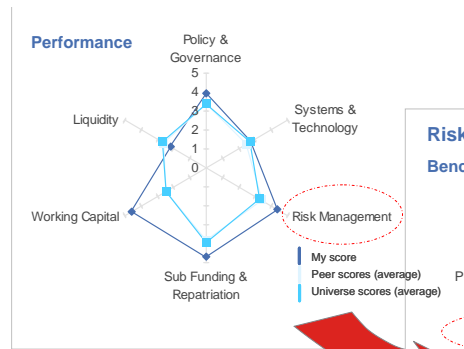 Performance
Policy &
Governance
5
4
3
2
1
0
Systems &
Technology
Liquidity
Risk
Benc
Working Capital
Risk Management
My score
Peer scores (average)
Universe scores (average)
Sub Funding &
Repatriation
P